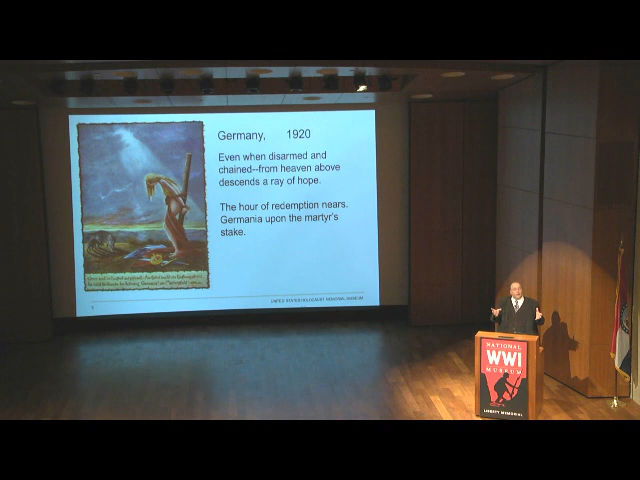 Germany, 1920
Even when disarmed and
chained--from heaven above
descends a ray of hope.
The hour of redemption nears.
Germania upon the martyr's
stake.
UNITED STATES HOLOCAUST MEMORIAL MUSEUM
NATIONAL
WWI
MUSEUM
LIBERTY MEMORIAL